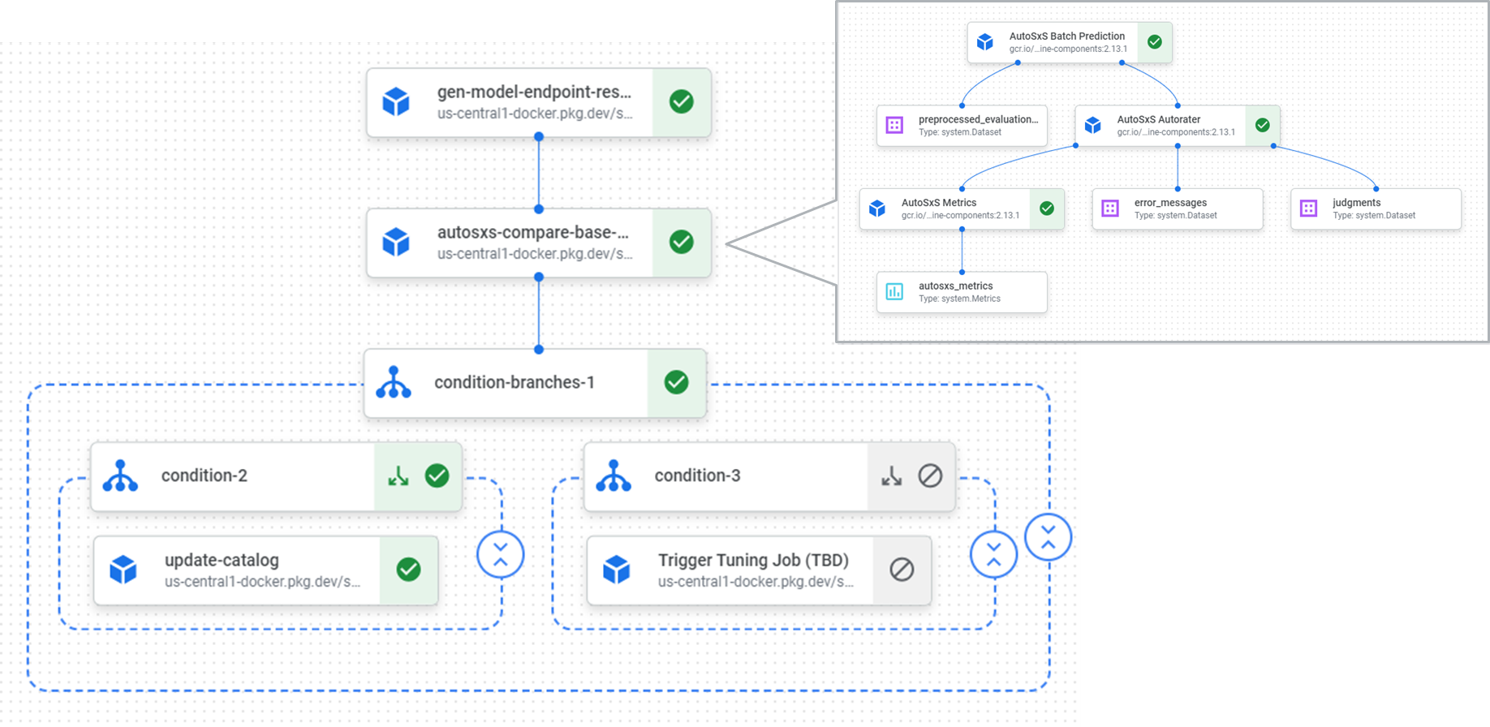 gen-model-endpoint-res...
us-central1-docker.pkg.dev/s...
autosxs-compare-base-...
us-central1-docker.pkg.dev/s...
condition-branches-1
condition-2
update-catalog
us-central1-docker.pkg.dev/s...
condition-3
Trigger Tuning Job (TBD)
us-central1-docker.pkg.dev/s...
AutoSxS Batch Prediction
gcr.io/...ine-components:2.13.1
preprocessed_evaluation...
Type: system.Dataset
AutoSxS Autorater
gcr.io/...ine-components:2.13.1
AutoSxS Metrics
gcr.io/...ine-components:2.13.1
error_messages
Type: system.Dataset
judgments
Type: system.Dataset
autosxs_metrics
Type: system.Metrics